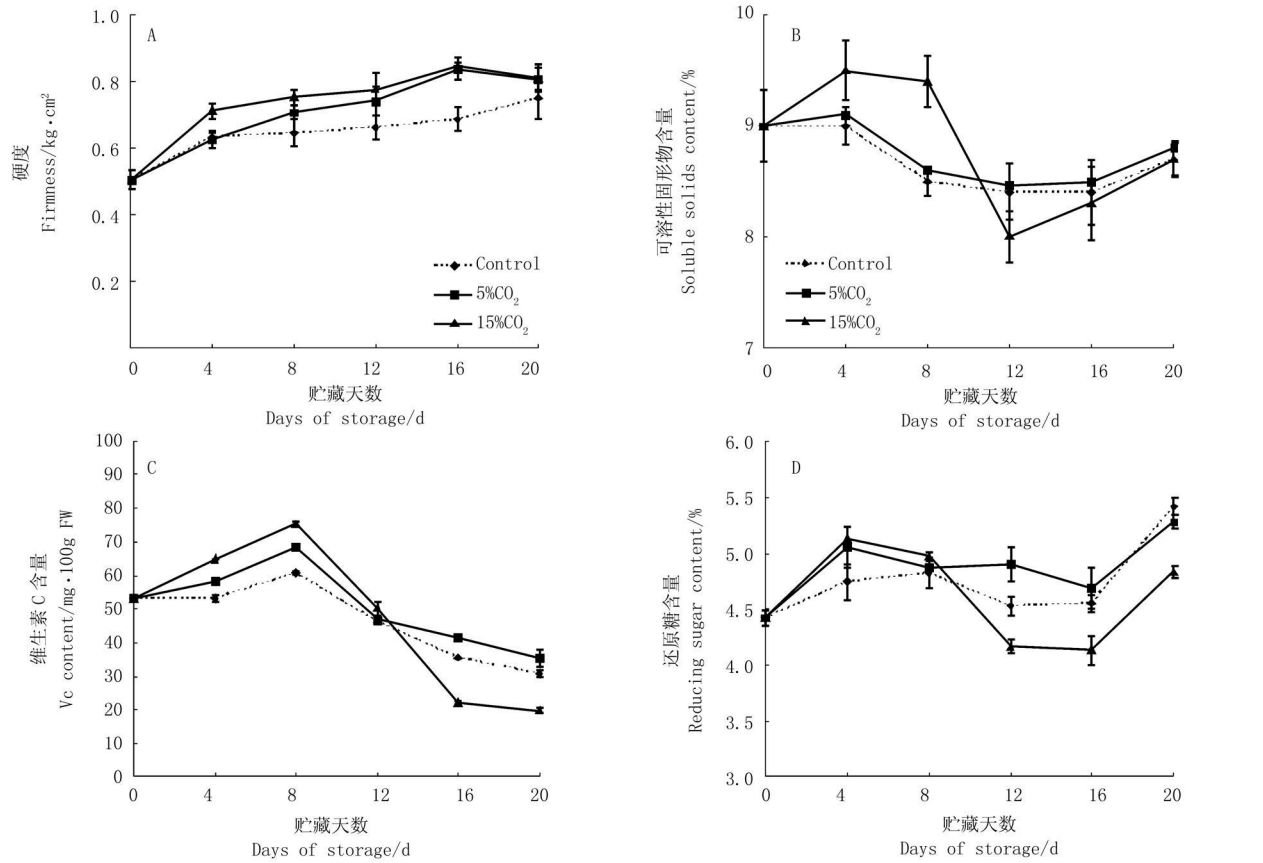 A
硬度
Firmness/kg·cm²
1.0
0.8
0.6
0.4
0.2
Control
5%CO₂
15%CO₂
0 4 8 12 16 20
贮藏天数
Days of storage/d
B
可溶性固形物含量
Soluble solids content/%
10
9
8
7
Control
5%CO₂
15%CO₂
0 4 8 12 16 20
贮藏天数
Days of storage/d
C
维生素C含量
Vc content/mg·100g FW
100
90
80
70
60
50
40
30
20
10
0
0 4 8 12 16 20
贮藏天数
Days of storage/d
D
还原糖含量
Reducing sugar content/%
6.0
5.5
5.0
4.5
4.0
3.5
3.0
0 4 8 12 16 20
贮藏天数
Days of storage/d